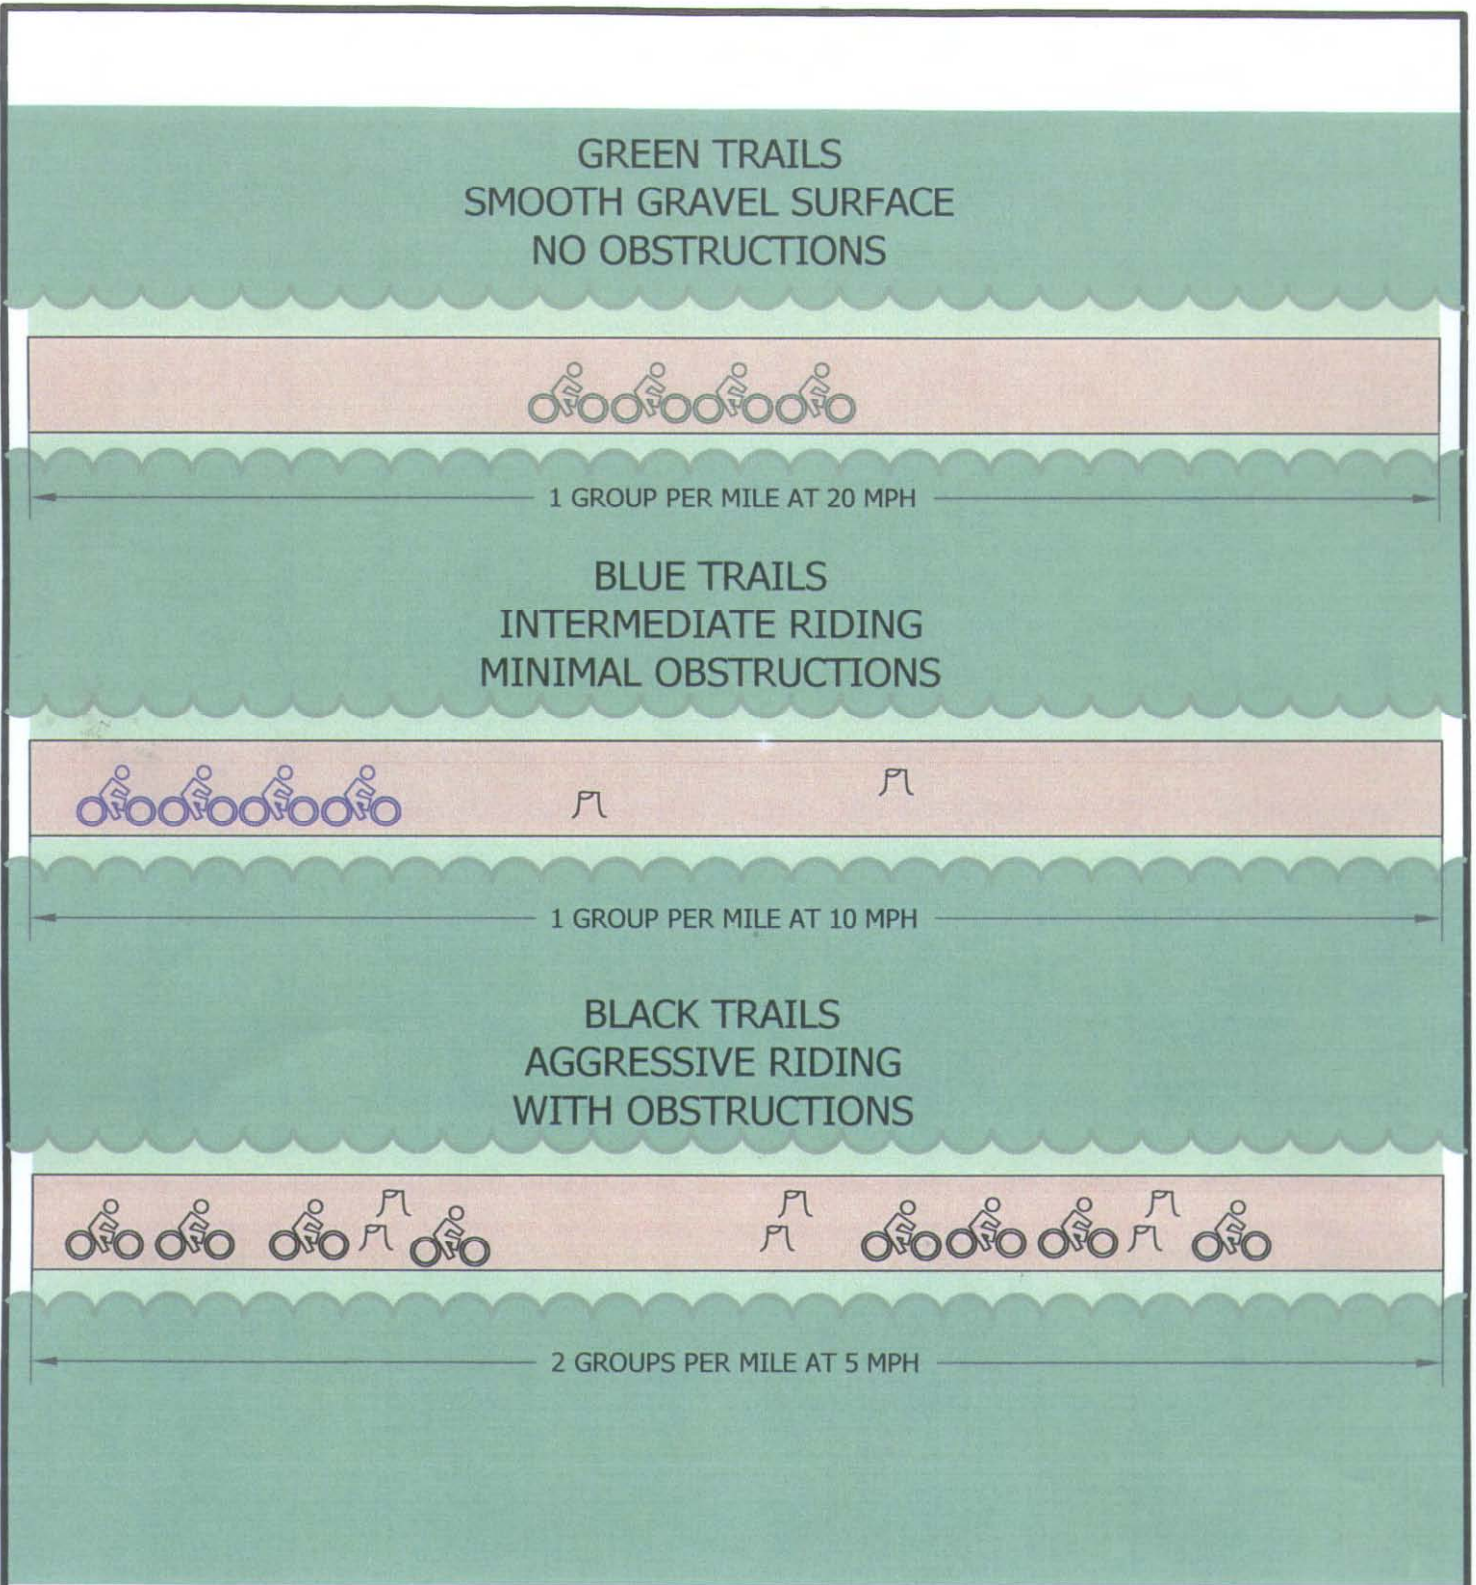 GREEN TRAILS
SMOOTH GRAVEL SURFACE
NO OBSTRUCTIONS
1 GROUP PER MILE AT 20 MPH
BLUE TRAILS
INTERMEDIATE RIDING
MINIMAL OBSTRUCTIONS
1 GROUP PER MILE AT 10 MPH
BLACK TRAILS
AGGRESSIVE RIDING
WITH OBSTRUCTIONS
2 GROUPS PER MILE AT 5 MPH